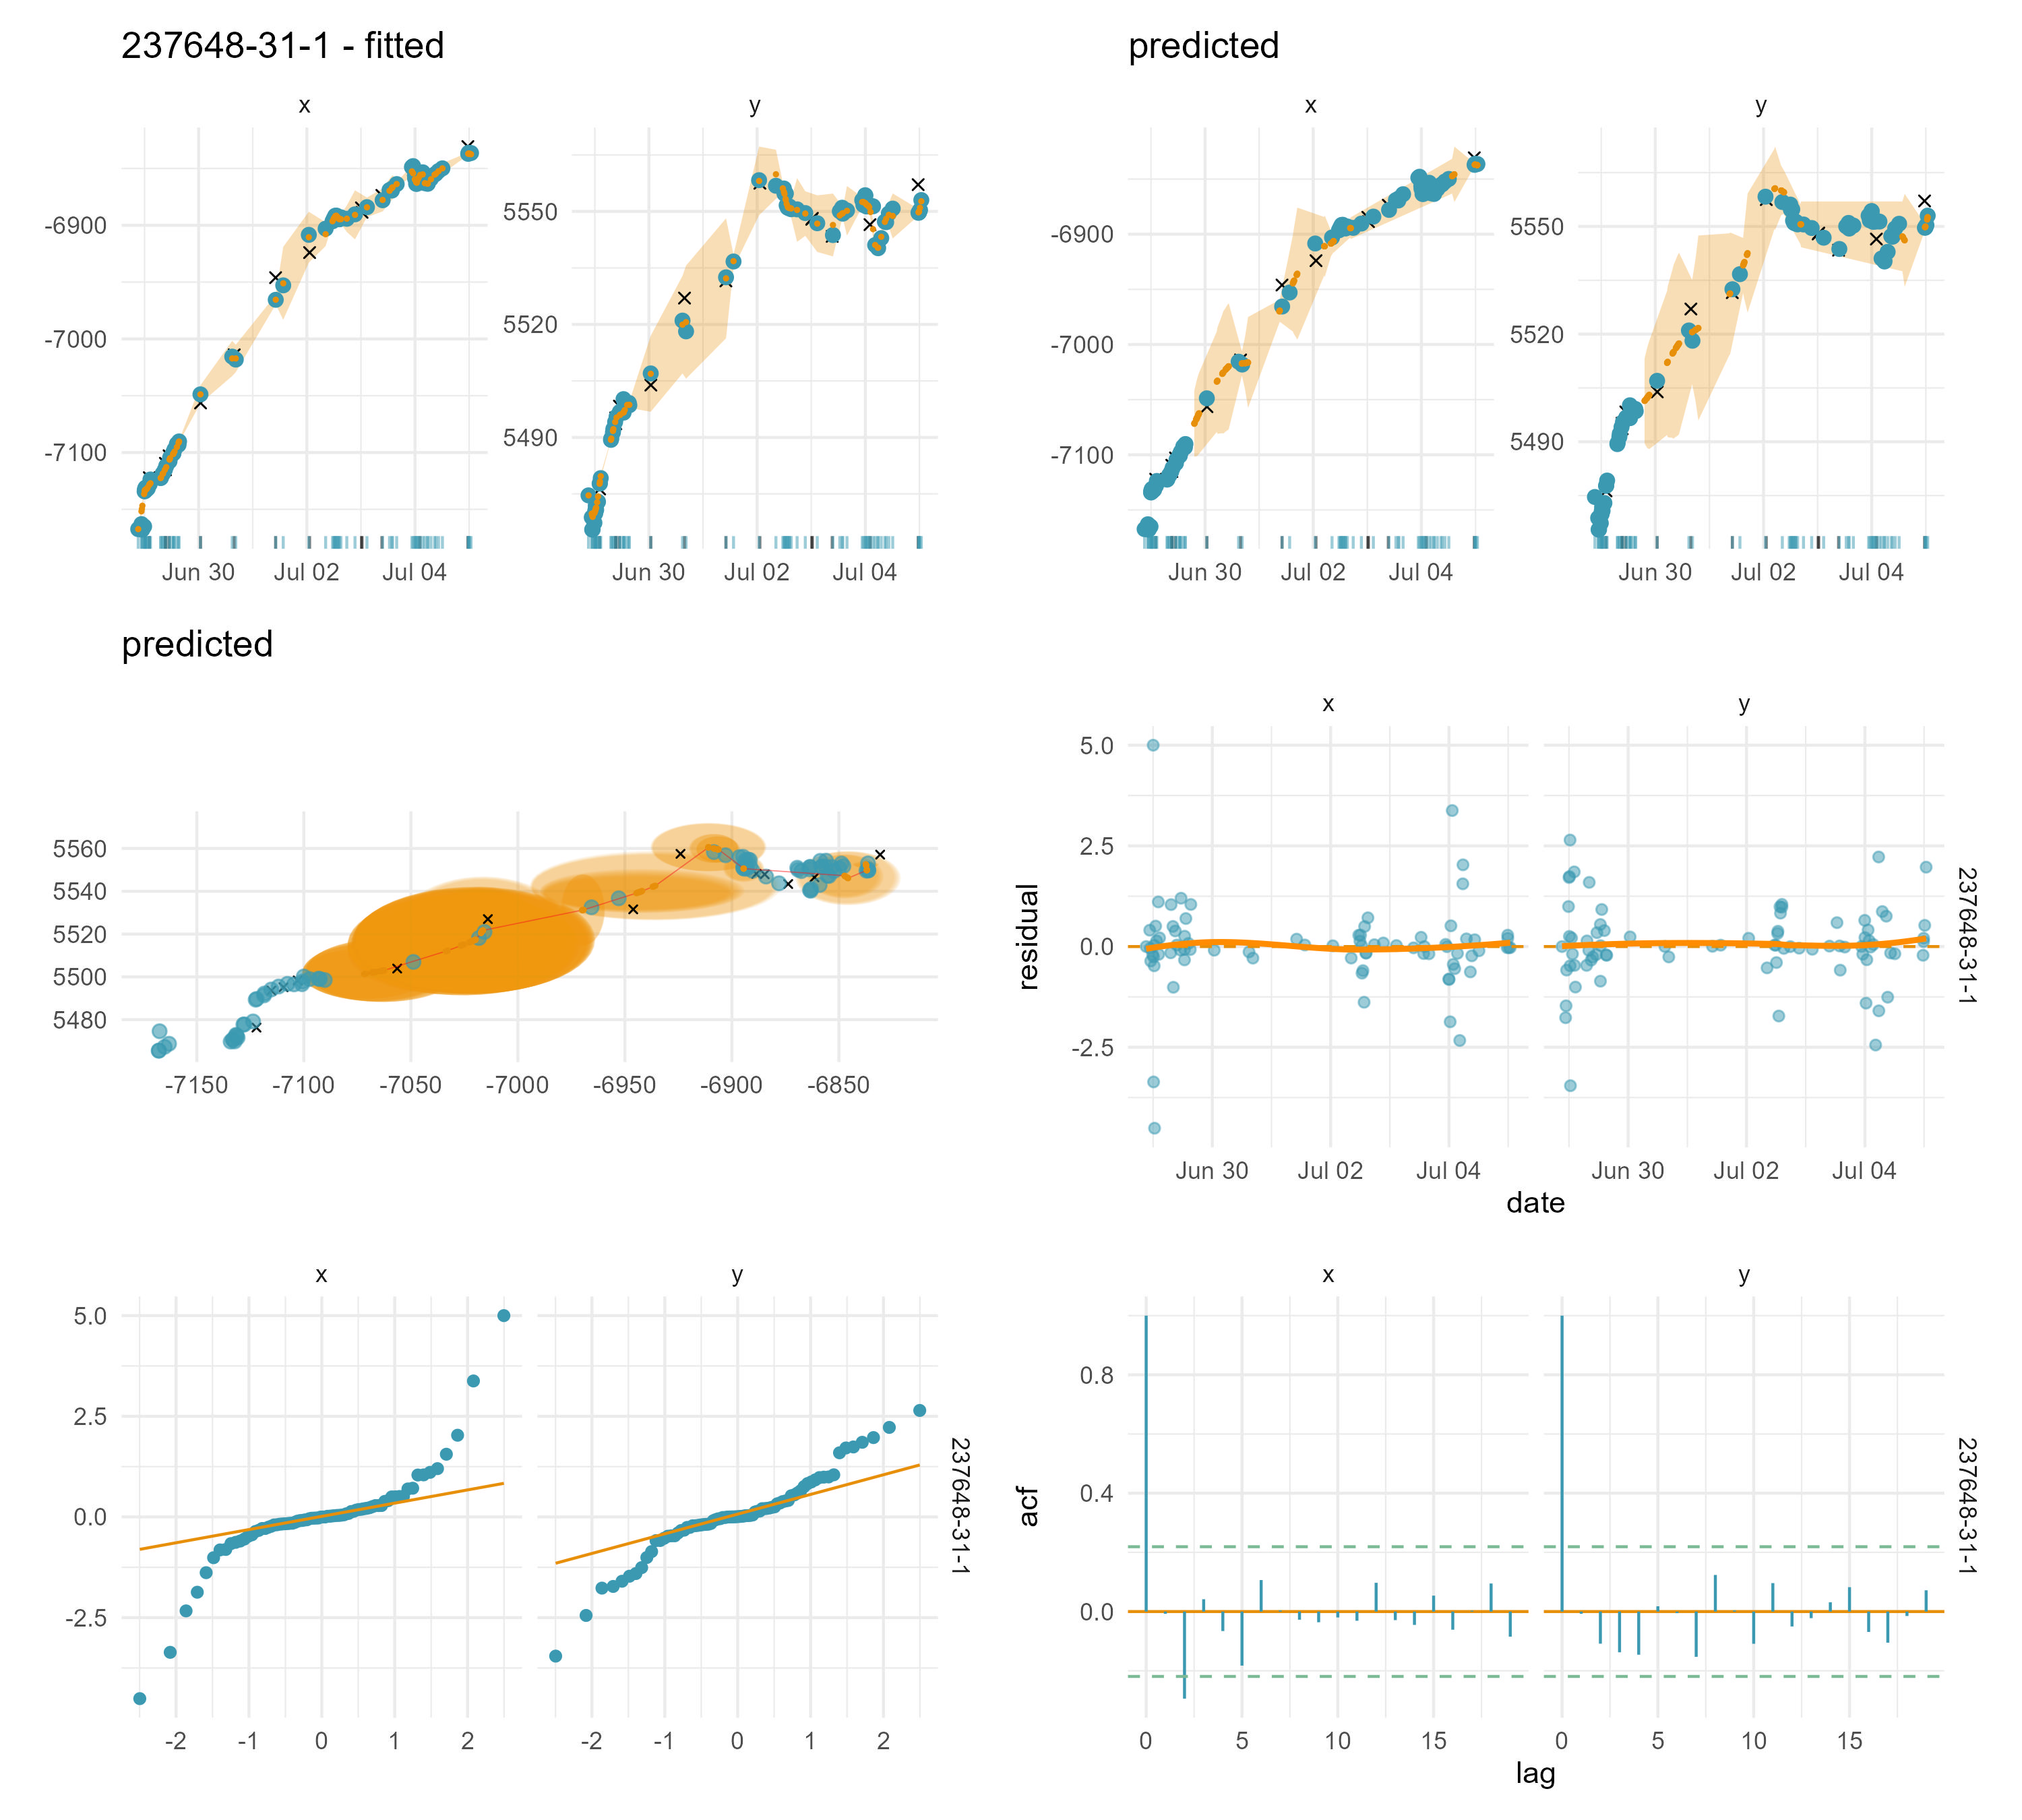 237648-31-1 - fitted
x
y
-6900
-7000
-7100
Jun 30
Jul 02
Jul 04
5550
5520
5490
Jun 30
Jul 02
Jul 04
predicted
x
y
-6900
-7000
-7100
Jun 30
Jul 02
Jul 04
5550
5520
5490
Jun 30
Jul 02
Jul 04
predicted
5560
5540
5520
5500
5480
-7150
-7100
-7050
-7000
-6950
-6900
-6850
x
y
residual
5.0
2.5
0.0
-2.5
Jun 30
Jul 02
Jul 04
Jun 30
Jul 02
Jul 04
date
237648-31-1
x
y
5.0
2.5
0.0
-2.5
-2
-1
0
1
2
-2
-1
0
1
2
237648-31-1
x
y
acf
0.8
0.4
0.0
0
5
10
15
0
5
10
15
lag
237648-31-1